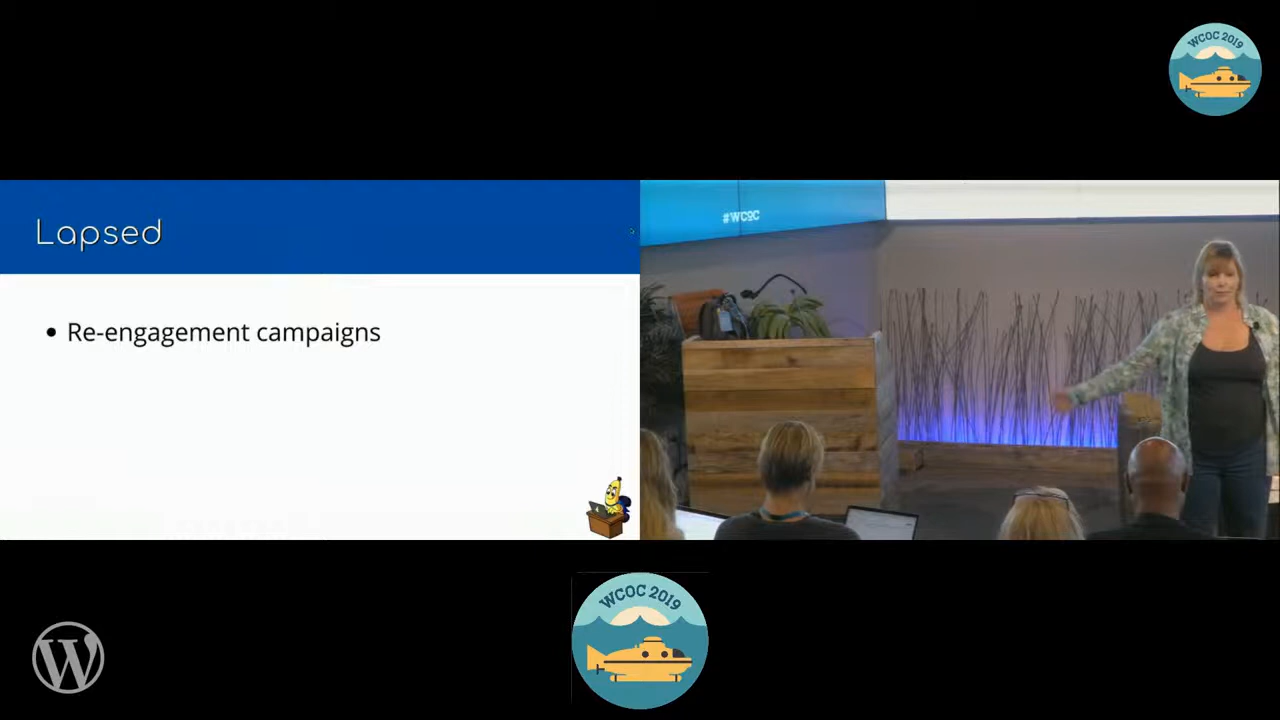 WCOC 2019
Lapsed
#WCOC
• Re-engagement campaigns
WCOC 2019